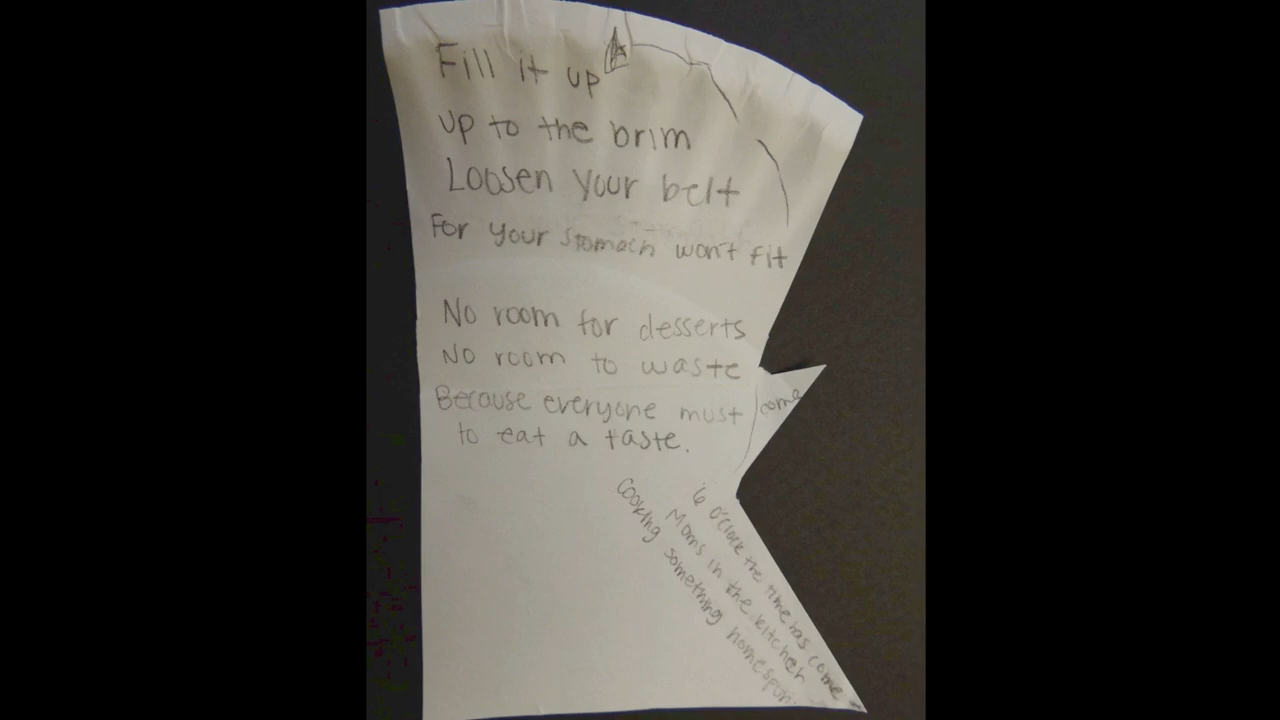 Fill it up
up to the brim
Loosen your belt
For your stomach won't fit
No room for desserts
No room to waste
Because everyone must
to eat a taste.
come
6 o'clock the time has come
Moms in the kitchen
Cooking something homespun.